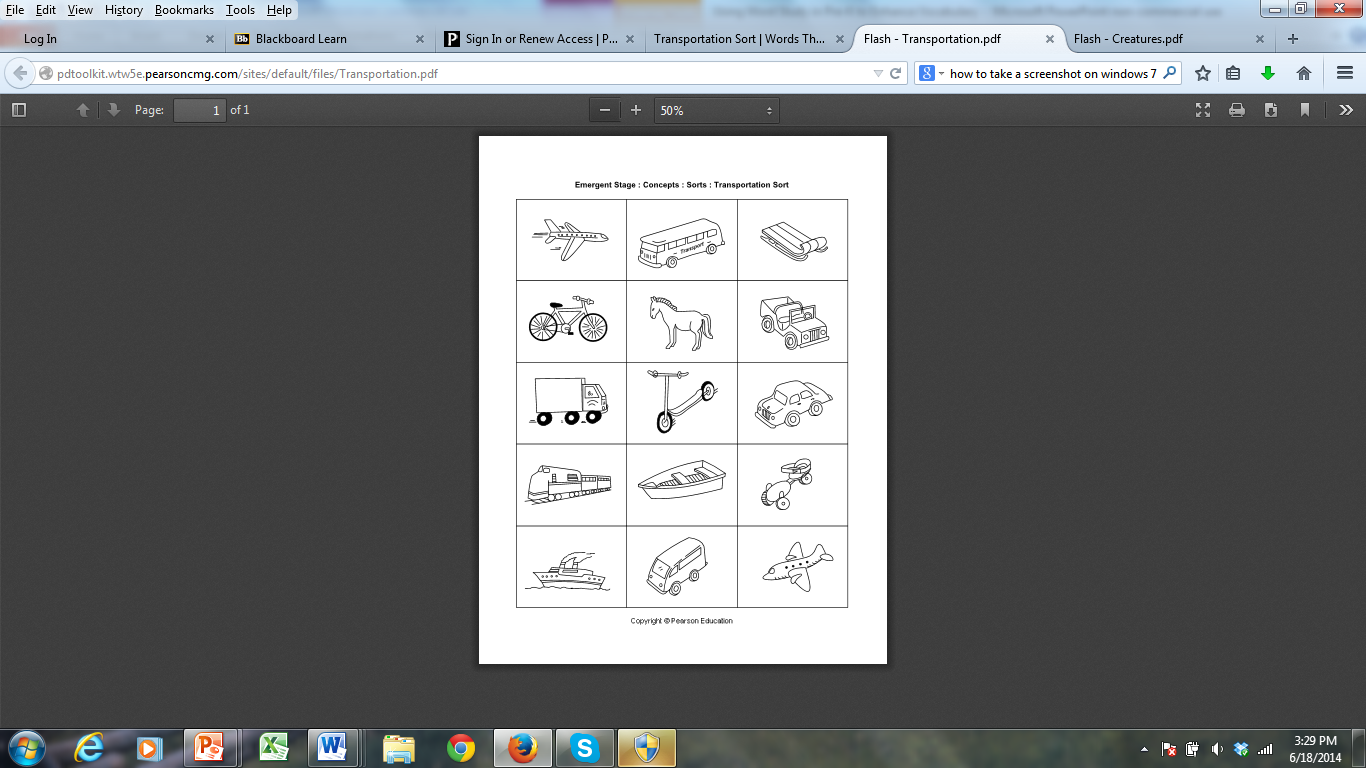 File Edit View History Bookmarks Tools Help
Log In
Blackboard Learn
Sign In or Renew Access | P...
Transportation Sort | Words Th...
Flash - Transportation.pdf
Flash - Creatures.pdf
pdtoolkit.wtw5e.pearsoncmg.com/sites/default/files/Transportation.pdf
how to take a screenshot on windows 7
Page: 1 of 1
50%
Emergent Stage : Concepts : Sorts : Transportation Sort
Transport
Copyright © Pearson Education
3:29 PM
6/18/2014